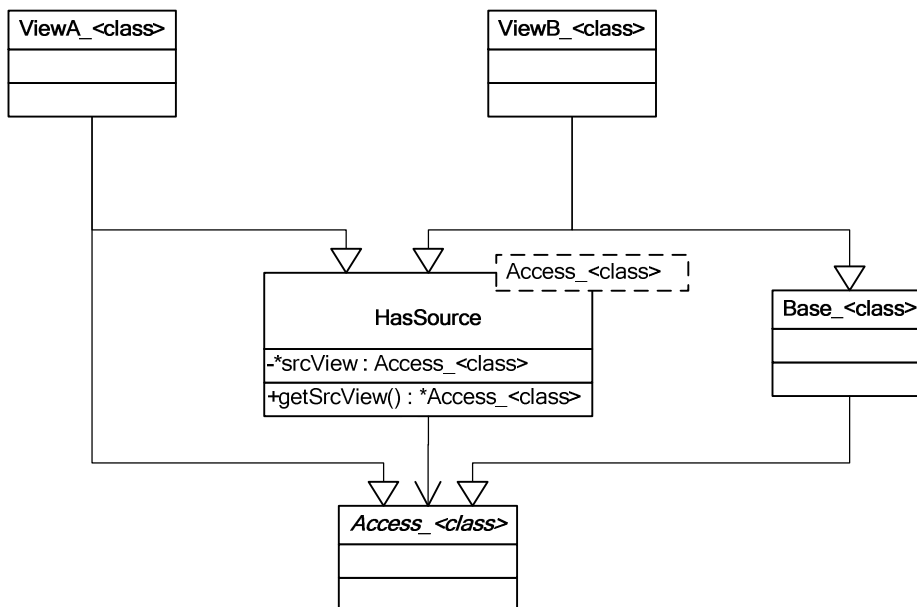 ViewA_<class>
ViewB_<class>
Access_<class>
HasSource
-*srcView : Access_<class>
+getSrcView() : *Access_<class>
Base_<class>
Access_<class>